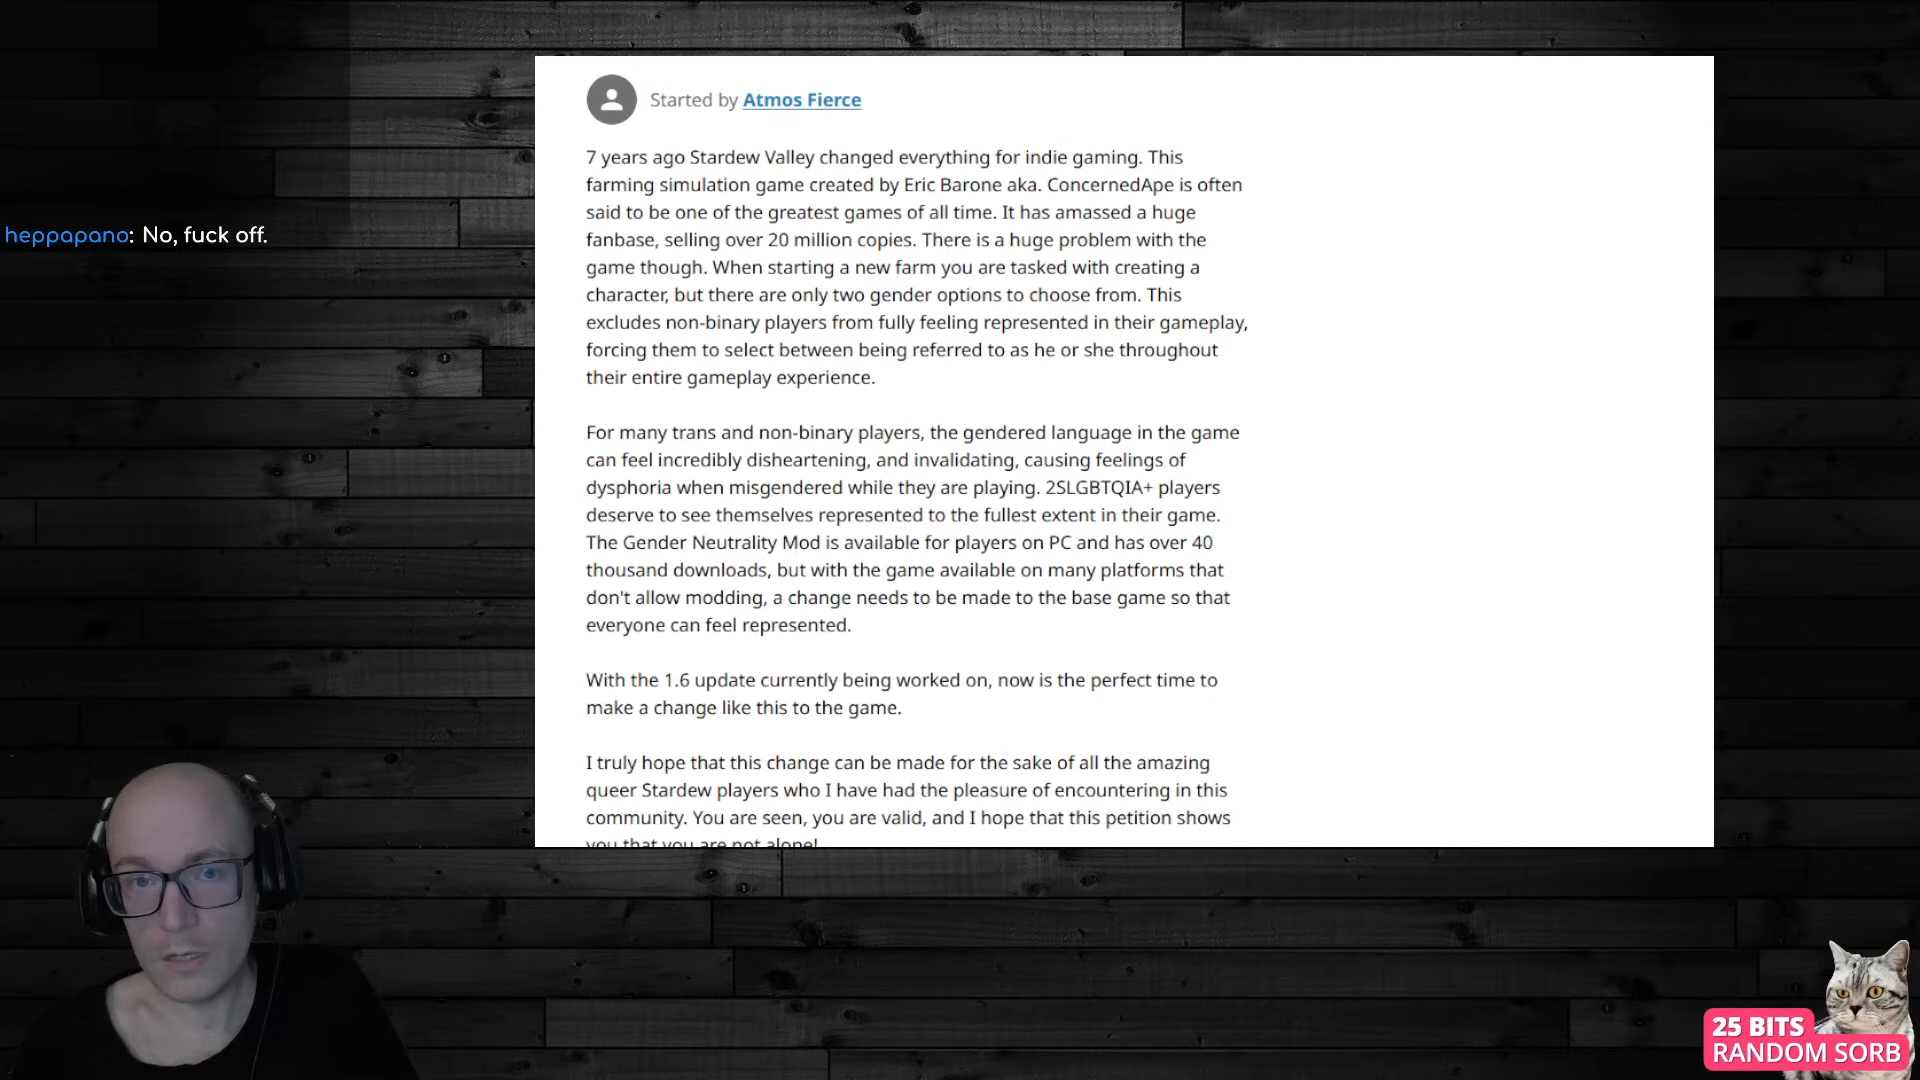 Started by Atmos Fierce
7 years ago Stardew Valley changed everything for indie gaming. This
farming simulation game created by Eric Barone aka. ConcernedApe is often
said to be one of the greatest games of all time. It has amassed a huge
fanbase, selling over 20 million copies. There is a huge problem with the
game though. When starting a new farm you are tasked with creating a
character, but there are only two gender options to choose from. This
excludes non-binary players from fully feeling represented in their gameplay,
forcing them to select between being referred to as he or she throughout
their entire gameplay experience.
For many trans and non-binary players, the gendered language in the game
can feel incredibly disheartening, and invalidating, causing feelings of
dysphoria when misgendered while they are playing. 2SLGBTQIA+ players
deserve to see themselves represented to the fullest extent in their game.
The Gender Neutrality Mod is available for players on PC and has over 40
thousand downloads, but with the game available on many platforms that
don't allow modding, a change needs to be made to the base game so that
everyone can feel represented.
With the 1.6 update currently being worked on, now is the perfect time to
make a change like this to the game.
I truly hope that this change can be made for the sake of all the amazing
queer Stardew players who I have had the pleasure of encountering in this
community. You are seen, you are valid, and I hope that this petition shows
you that you are not alone!
heppapano: No, fuck off.
25 BITS
RANDOM SORB